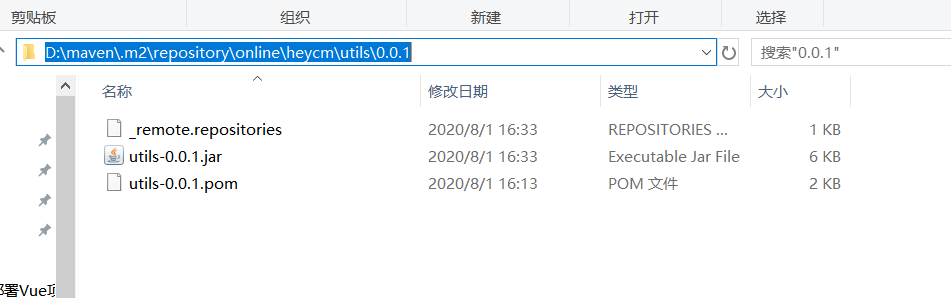 剪贴板 组织 新建 打开 选择
D:\maven\.m2\repository\online\heycm\utils\0.0.1 搜索"0.0.1"
名称 修改日期 类型 大小
_remote.repositories 2020/8/1 16:33 REPOSITORIES ... 1 KB
utils-0.0.1.jar 2020/8/1 16:33 Executable Jar File 6 KB
utils-0.0.1.pom 2020/8/1 16:13 POM 文件 2 KB
署Vue项